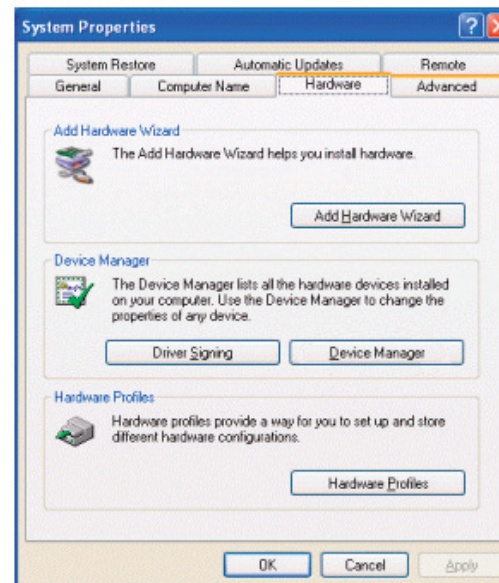 System Properties
?
System Restore Automatic Updates Remote
General Computer Name Hardware Advanced
Add Hardware Wizard
The Add Hardware Wizard helps you install hardware.
Add Hardware Wizard
Device Manager
The Device Manager lists all the hardware devices installed
on your computer. Use the Device Manager to change the
properties of any device.
Driver Signing Device Manager
Hardware Profiles
Hardware profiles provide a way for you to set up and store
different hardware configurations.
Hardware Profiles
OK Cancel Apply